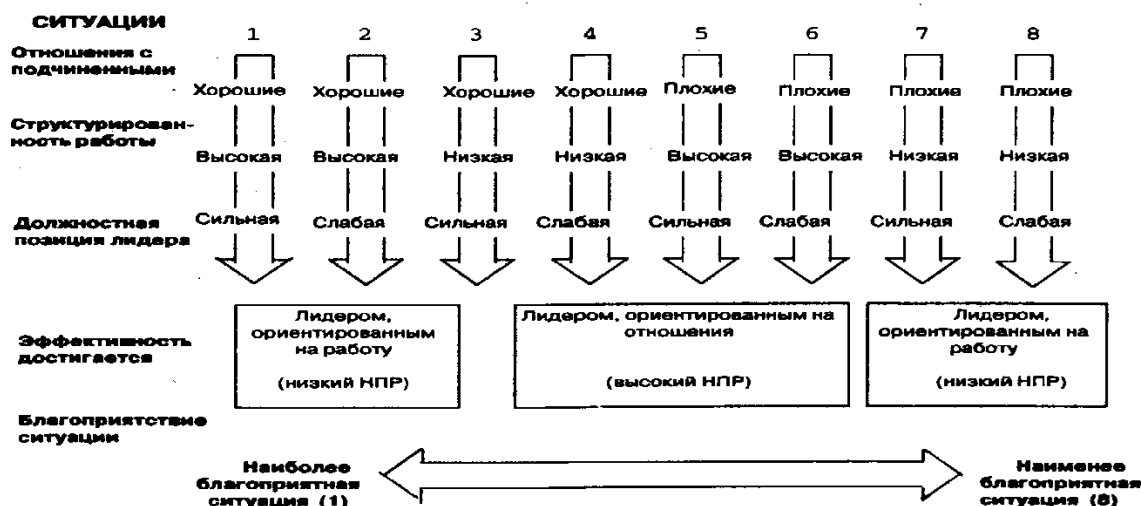 СИТУАЦИИ
1 2 3 4 5 6 7 8
Отношения с
подчиненными
Хорошие Хорошие Хорошие Хорошие Плохие Плохие Плохие Плохие
Структурирован-
ность работы
Высокая Высокая Низкая Низкая Высокая Высокая Низкая Низкая
Должностная
позиция лидера
Сильная Слабая Сильная Слабая Сильная Слабая Сильная Слабая
Эффективность
достигается
Лидером,
ориентированным
на работу
(низкий НПР)
Лидером, ориентированным на
отношения
(высокий НПР)
Лидером,
ориентированным на
работу
(низкий НПР)
Благоприятствие
ситуации
Наиболее
благоприятная
ситуация (1)
Наименее
благоприятная
ситуация (8)